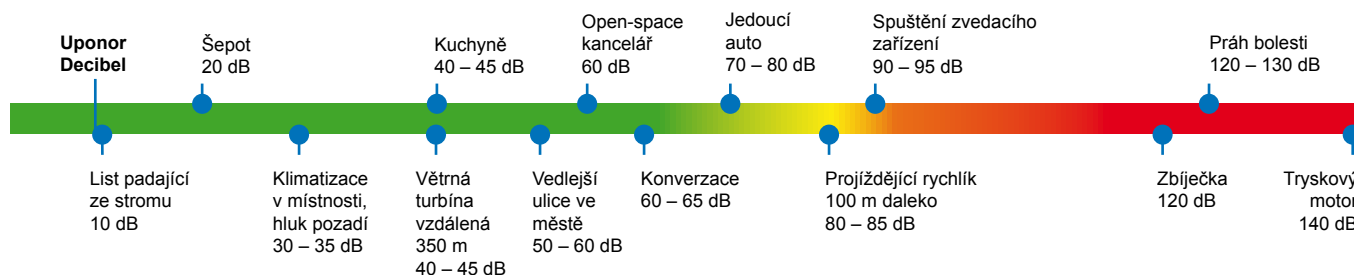 Uponor
Decibel
Šepot
20 dB
Kuchyně
40 – 45 dB
Open-space
kancelář
60 dB
Jedoucí
auto
70 – 80 dB
Spuštění zvedacího
zařízení
90 – 95 dB
Práh bolesti
120 – 130 dB
List padající
ze stromu
10 dB
Klimatizace
v místnosti,
hluk pozadí
30 – 35 dB
Větrná
turbína
vzdálená
350 m
40 – 45 dB
Vedlejší
ulice ve
městě
50 – 60 dB
Konverzace
60 – 65 dB
Projíždějící rychlík
100 m daleko
80 – 85 dB
Zbíječka
120 dB
Tryskový
motor
140 dB